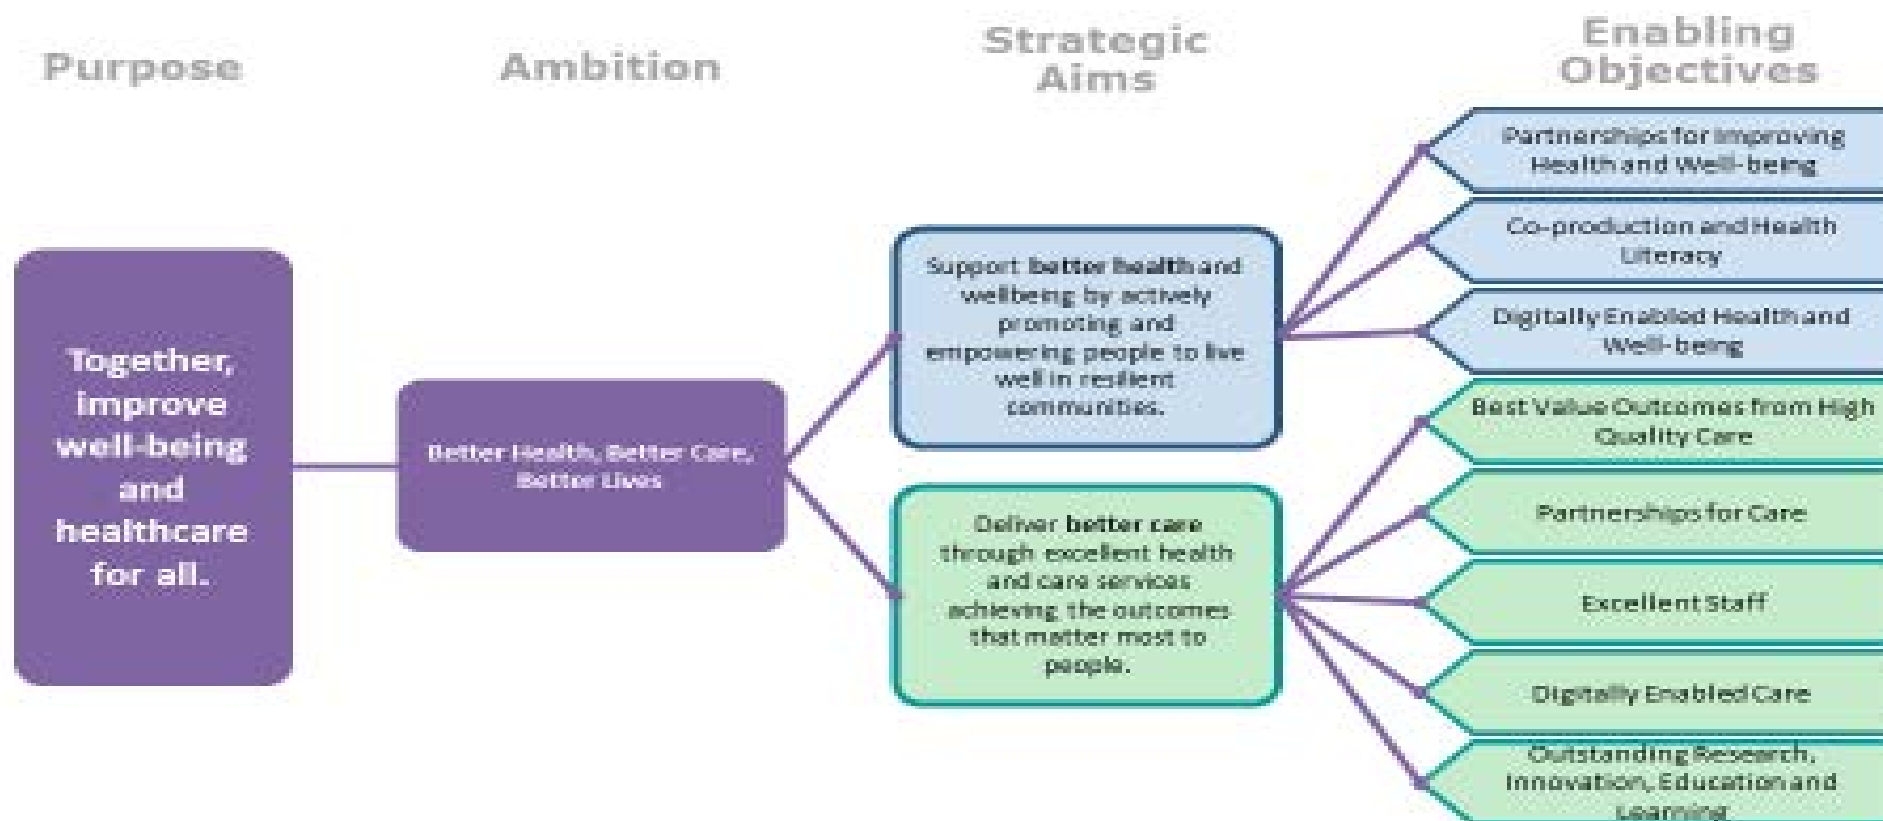 Purpose
Ambition
Strategic
Aims
Enabling
Objectives
Together,
improve
well-being
and
healthcare
for all.
Better Health, Better Care,
Better Lives
Support better health and
wellbeing by actively
promoting and
empowering people to live
well in resilient
communities.
Deliver better care
through excellent health
and care services
achieving the outcomes
that matter most to
people.
Partnerships for Improving
Health and Well-being
Co-production and Health
Literacy
Digitally Enabled Health and
Well-being
Best Value Outcomes from High
Quality Care
Partnerships for Care
Excellent Staff
Digitally Enabled Care
Outstanding Research,
Innovation, Education and
Learning